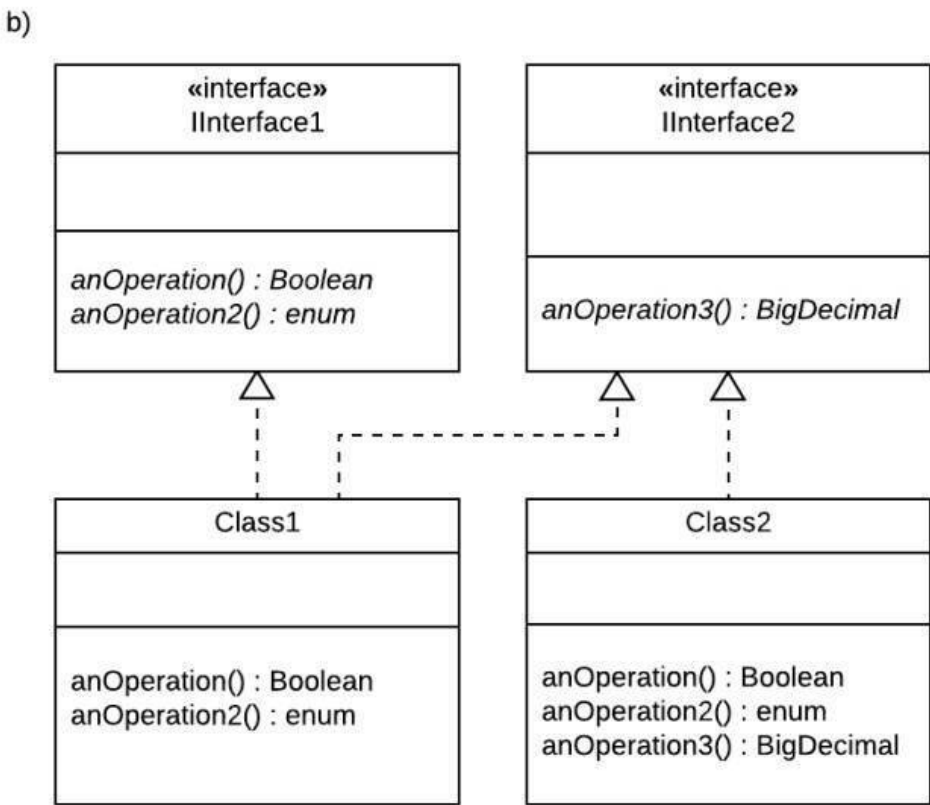 b)
«interface»
IInterface1
anOperation() : Boolean
anOperation2() : enum
«interface»
IInterface2
anOperation3() : BigDecimal
Class1
anOperation() : Boolean
anOperation2() : enum
Class2
anOperation() : Boolean
anOperation2() : enum
anOperation3() : BigDecimal